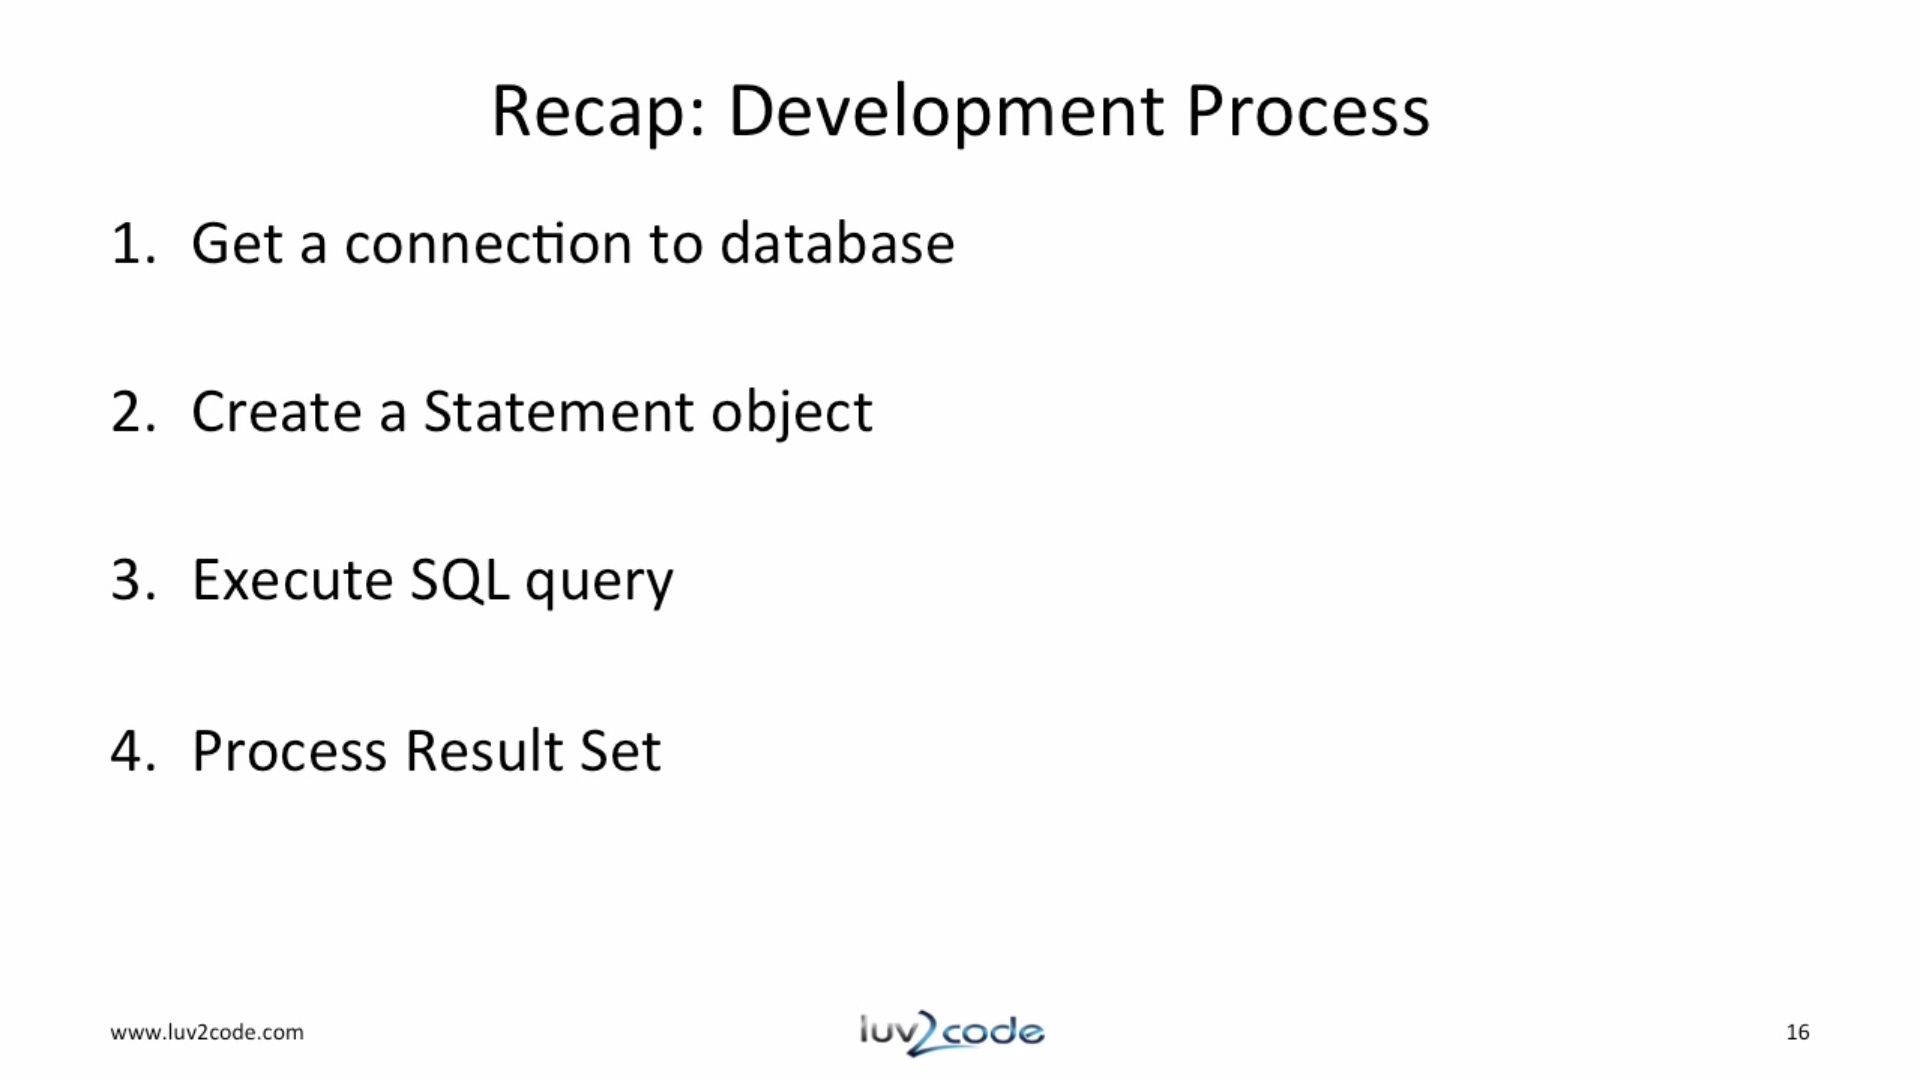 Recap: Development Process
1. Get a connection to database
2. Create a Statement object
3. Execute SQL query
4. Process Result Set
www.luv2code.com
luv2code
16